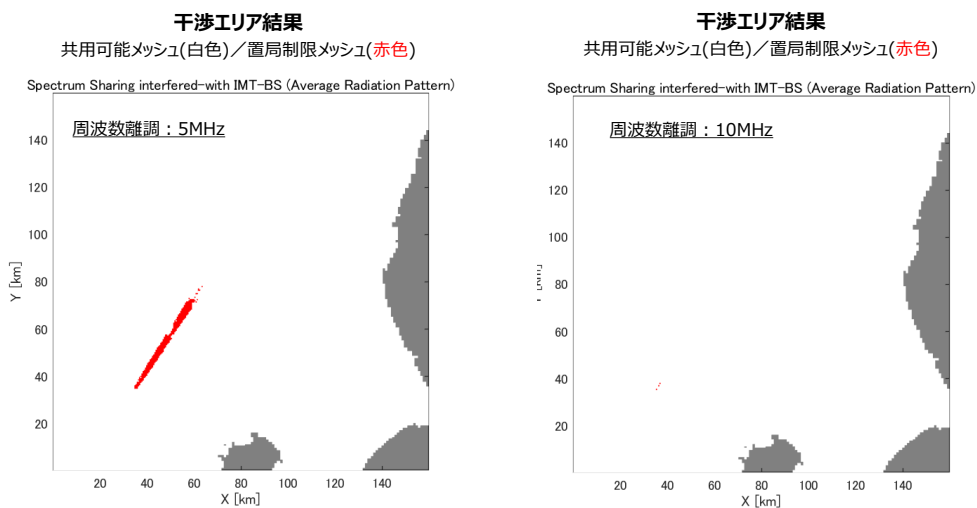 干渉エリア結果
共用可能メッシュ(白色)／置局制限メッシュ(赤色)
Spectrum Sharing interfered-with IMT-BS (Average Radiation Pattern)
周波数離調：5MHz
140
120
100
80
60
40
20
Y [km]
20
40
60
80
100
120
140
X [km]
干渉エリア結果
共用可能メッシュ(白色)／置局制限メッシュ(赤色)
Spectrum Sharing interfered-with IMT-BS (Average Radiation Pattern)
周波数離調：10MHz
140
120
100
80
60
40
20
20
40
60
80
100
120
140
X [km]